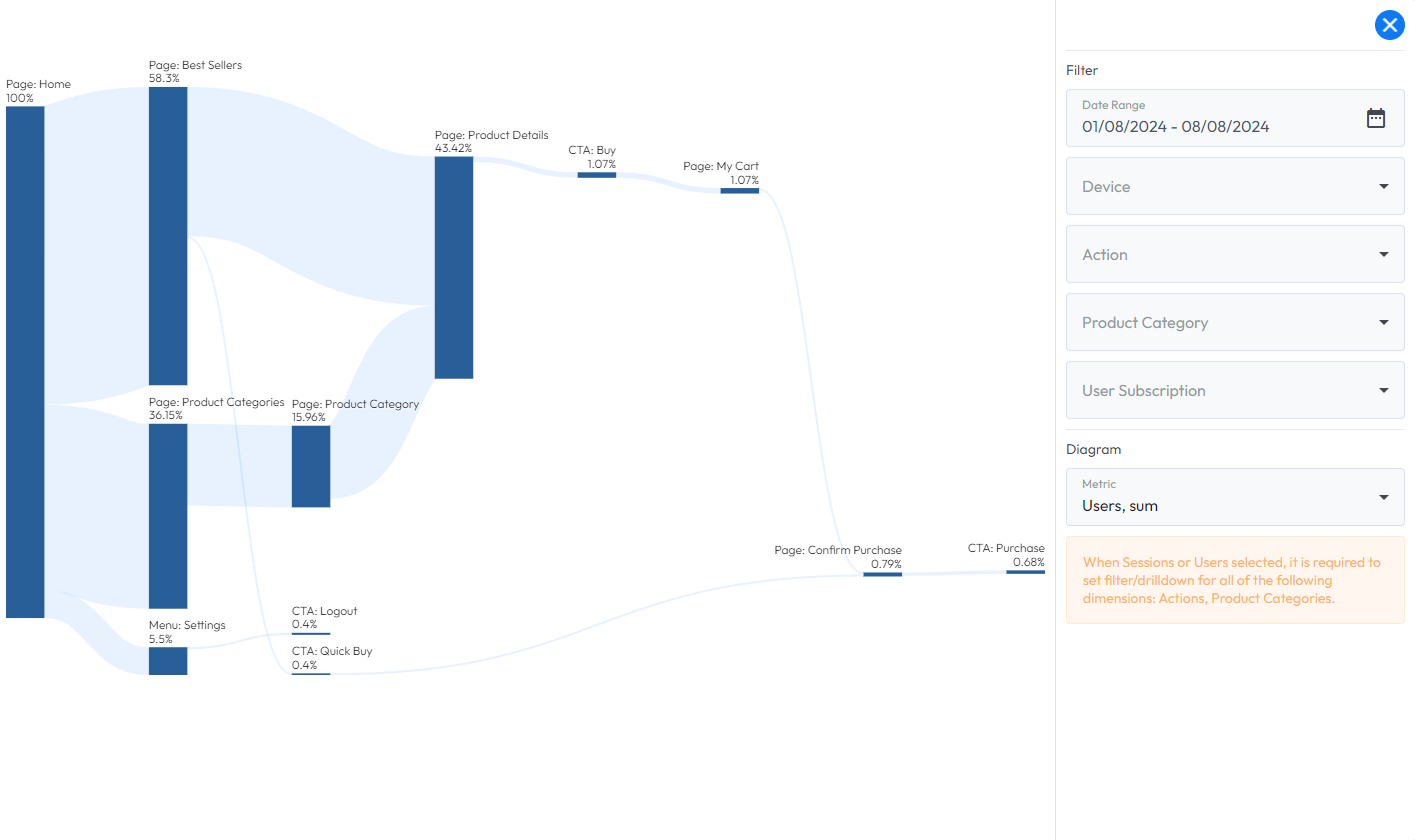 Page: Home
100%
Page: Best Sellers
58.3%
Page: Product Details
43.42%
CTA: Buy
1.07%
Page: My Cart
1.07%
Page: Product Categories
36.15%
Page: Product Category
15.96%
Page: Confirm Purchase
0.79%
CTA: Purchase
0.68%
CTA: Logout
0.4%
Menu: Settings
5.5%
CTA: Quick Buy
0.4%
Filter
Date Range
01/08/2024 - 08/08/2024
Device
Action
Product Category
User Subscription
Diagram
Metric
Users, sum
When Sessions or Users selected, it is required to
set filter/drilldown for all of the following
dimensions: Actions, Product Categories.